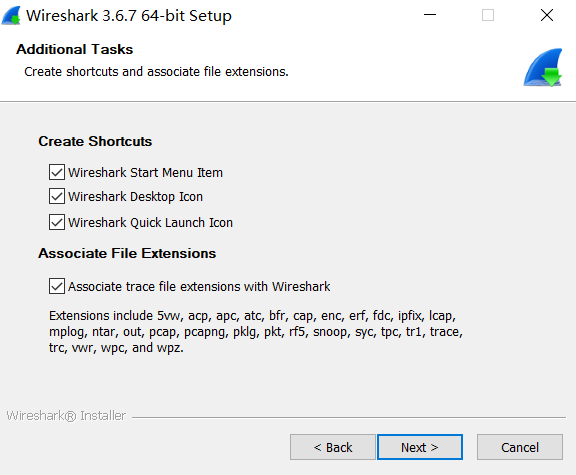 Wireshark 3.6.7 64-bit Setup
Additional Tasks
Create shortcuts and associate file extensions.
Create Shortcuts
Wireshark Start Menu Item
Wireshark Desktop Icon
Wireshark Quick Launch Icon
Associate File Extensions
Associate trace file extensions with Wireshark
Extensions include 5vw, acp, apc, atc, bfr, cap, enc, erf, fdc, ipfix, lcap,
mplog, ntar, out, pcap, pcapng, pklg, pkt, rf5, snoop, syc, tpc, tr1, trace,
trc, vwr, wpc, and wpz.
Wireshark® Installer
< Back
Next >
Cancel